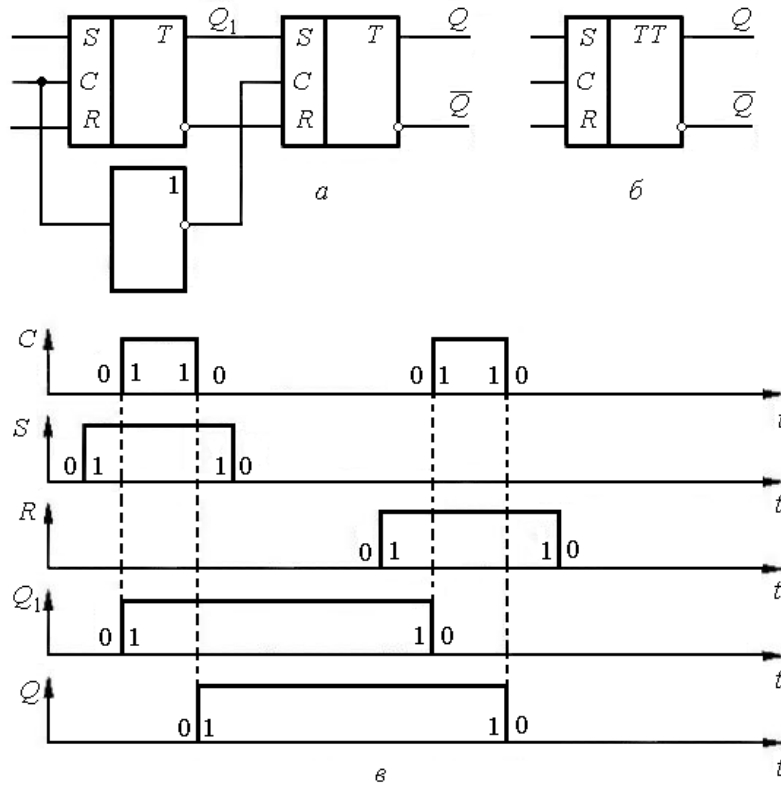 S T Q₁ S T Q S TT Q
C C C
R R Q̅ R Q̅
1 а б
C 0 1 1 0 0 1 1 0 t
S 0 1 1 0 t
R 0 1 1 0 t
Q₁ 0 1 1 0 t
Q 0 1 1 0 t
в